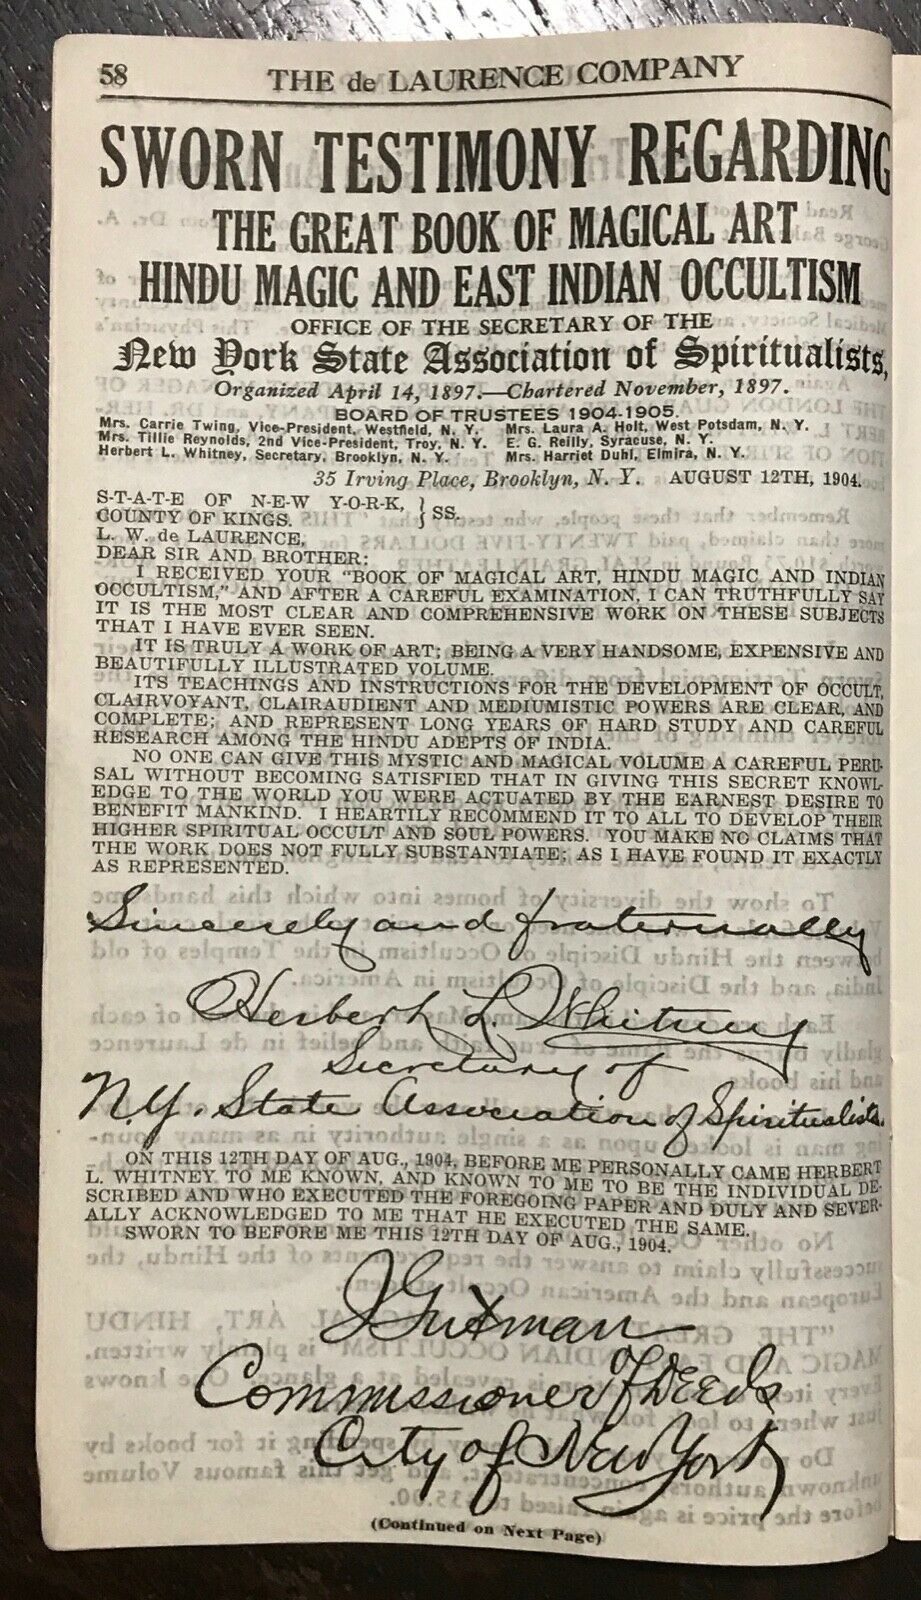 58 THE de LAURENCE COMPANY
SWORN TESTIMONY REGARDING
THE GREAT BOOK OF MAGICAL ART
HINDU MAGIC AND EAST INDIAN OCCULTISM
OFFICE OF THE SECRETARY OF THE
New York State Association of Spiritualists,
Organized April 14, 1897.—Chartered November, 1897.
BOARD OF TRUSTEES 1904-1905.
Mrs. Carrie Twing, Vice-President, Westfield, N. Y. Mrs. Laura A. Holt, West Potsdam, N. Y.
Mrs. Tillie Reynolds, 2nd Vice-President, Troy, N. Y. E. G. Reilly, Syracuse, N. Y.
Herbert L. Whitney, Secretary, Brooklyn, N. Y. Mrs. Harriet Duhl, Elmira, N. Y.
35 Irving Place, Brooklyn, N. Y. AUGUST 12TH, 1904.
S-T-A-T-E OF N-E-W Y-O-R-K, } SS.
COUNTY OF KINGS.
L. W. de LAURENCE,
DEAR SIR AND BROTHER:
I RECEIVED YOUR "BOOK OF MAGICAL ART, HINDU MAGIC AND INDIAN
OCCULTISM," AND AFTER A CAREFUL EXAMINATION, I CAN TRUTHFULLY SAY
IT IS THE MOST CLEAR AND COMPREHENSIVE WORK ON THESE SUBJECTS
THAT I HAVE EVER SEEN.
IT IS TRULY A WORK OF ART; BEING A VERY HANDSOME, EXPENSIVE AND
BEAUTIFULLY ILLUSTRATED VOLUME.
ITS TEACHINGS AND INSTRUCTIONS FOR THE DEVELOPMENT OF OCCULT,
CLAIRVOYANT, CLAIRAUDIENT AND MEDIUMISTIC POWERS ARE CLEAR, AND
COMPLETE; AND REPRESENT LONG YEARS OF HARD STUDY AND CAREFUL
RESEARCH AMONG THE HINDU ADEPTS OF INDIA.
NO ONE CAN GIVE THIS MYSTIC AND MAGICAL VOLUME A CAREFUL PERU-
SAL WITHOUT BECOMING SATISFIED THAT IN GIVING THIS SECRET KNOWL-
EDGE TO THE WORLD YOU WERE ACTUATED BY THE EARNEST DESIRE TO
BENEFIT MANKIND. I HEARTILY RECOMMEND IT TO ALL TO DEVELOP THEIR
HIGHER SPIRITUAL OCCULT AND SOUL POWERS. YOU MAKE NO CLAIMS THAT
THE WORK DOES NOT FULLY SUBSTANTIATE; AS I HAVE FOUND IT EXACTLY
AS REPRESENTED.
Sincerely and fraternally
Herbert L. Whitney
Secretary of
N.Y. State Association of Spiritualists.
ON THIS 12TH DAY OF AUG., 1904, BEFORE ME PERSONALLY CAME HERBERT
L. WHITNEY TO ME KNOWN, AND KNOWN TO ME TO BE THE INDIVIDUAL DE-
SCRIBED AND WHO EXECUTED THE FOREGOING PAPER AND DULY AND SEVER-
ALLY ACKNOWLEDGED TO ME THAT HE EXECUTED THE SAME.
SWORN TO BEFORE ME THIS 12TH DAY OF AUG., 1904.
J Gutman
Commissioner of Deeds
City of New York
(Continued on Next Page)